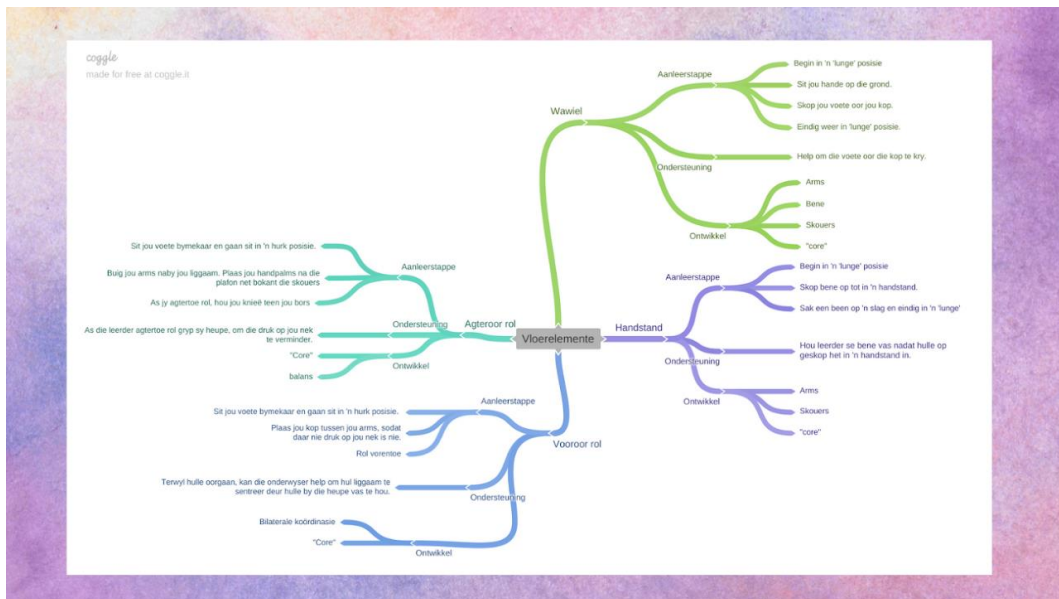 coggle
made for free at coggle.it
Vloerelemente
Wawiel
Aanleerstappe
Begin in 'n 'lunge' posisie
Sit jou hande op die grond.
Skop jou voete oor jou kop.
Eindig weer in 'lunge' posisie.
Ondersteuning
Help om die voete oor die kop te kry.
Ontwikkel
Arms
Bene
Skouers
"core"
Handstand
Aanleerstappe
Begin in 'n 'lunge' posisie
Skop bene op tot in 'n handstand.
Sak een been op 'n slag en eindig in 'n 'lunge'
Ondersteuning
Hou leerder se bene vas nadat hulle op
geskop het in 'n handstand in.
Ontwikkel
Arms
Skouers
"core"
Agteroor rol
Aanleerstappe
Sit jou voete bymekaar en gaan sit in 'n hurk posisie.
Buig jou arms naby jou liggaam. Plaas jou handpalms na die
plafon net bokant die skouers
As jy agtertoe rol, hou jou knieë teen jou bors
Ondersteuning
As die leerder agtertoe rol gryp sy heupe, om die druk op jou nek
te verminder.
Ontwikkel
"Core"
balans
Vooroor rol
Aanleerstappe
Sit jou voete bymekaar en gaan sit in 'n hurk posisie.
Plaas jou kop tussen jou arms, sodat
daar nie druk op jou nek is nie.
Rol vorentoe
Ondersteuning
Terwyl hulle oorgaan, kan die onderwyser help om hul liggaam te
sentreer deur hulle by die heupe vas te hou.
Ontwikkel
Bilaterale koördinasie
"Core"